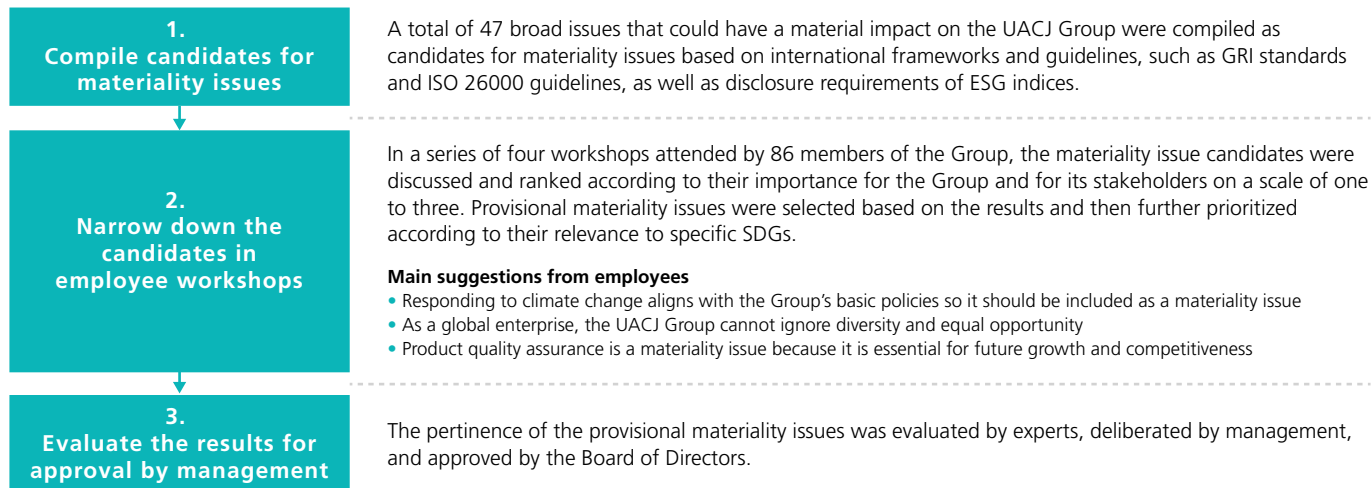 1.
Compile candidates for
materiality issues
A total of 47 broad issues that could have a material impact on the UACJ Group were compiled as
candidates for materiality issues based on international frameworks and guidelines, such as GRI standards
and ISO 26000 guidelines, as well as disclosure requirements of ESG indices.
2.
Narrow down the
candidates in
employee workshops
In a series of four workshops attended by 86 members of the Group, the materiality issue candidates were
discussed and ranked according to their importance for the Group and for its stakeholders on a scale of one
to three. Provisional materiality issues were selected based on the results and then further prioritized
according to their relevance to specific SDGs.
Main suggestions from employees
• Responding to climate change aligns with the Group's basic policies so it should be included as a materiality issue
• As a global enterprise, the UACJ Group cannot ignore diversity and equal opportunity
• Product quality assurance is a materiality issue because it is essential for future growth and competitiveness
3.
Evaluate the results for
approval by management
The pertinence of the provisional materiality issues was evaluated by experts, deliberated by management,
and approved by the Board of Directors.